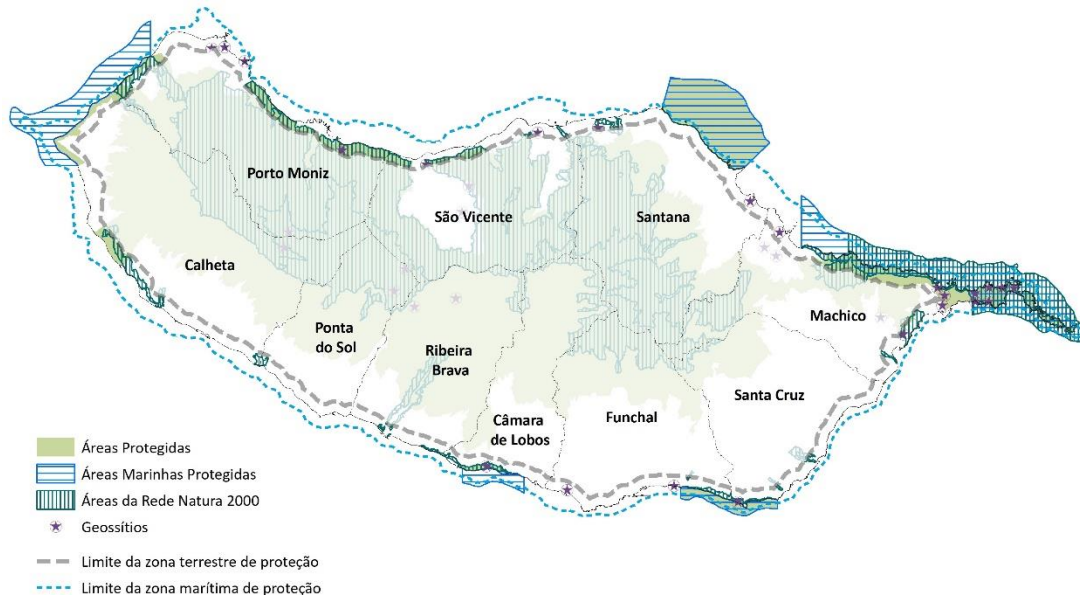 Porto Moniz
São Vicente
Santana
Calheta
Machico
Ponta
do Sol
Ribeira
Brava
Santa Cruz
Câmara
de Lobos
Funchal
Áreas Protegidas
Áreas Marinhas Protegidas
Áreas da Rede Natura 2000
Geossítios
Limite da zona terrestre de proteção
Limite da zona marítima de proteção